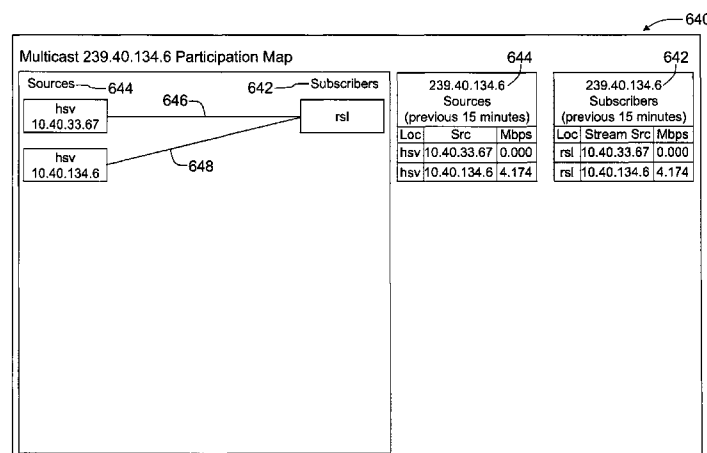 640
Multicast 239.40.134.6 Participation Map
Sources 644 642 Subscribers
hsv
10.40.33.67
646
rsl
hsv
10.40.134.6
648
644
239.40.134.6
Sources
(previous 15 minutes)
Loc Src Mbps
hsv 10.40.33.67 0.000
hsv 10.40.134.6 4.174
642
239.40.134.6
Subscribers
(previous 15 minutes)
Loc Stream Src Mbps
rsl 10.40.33.67 0.000
rsl 10.40.134.6 4.174